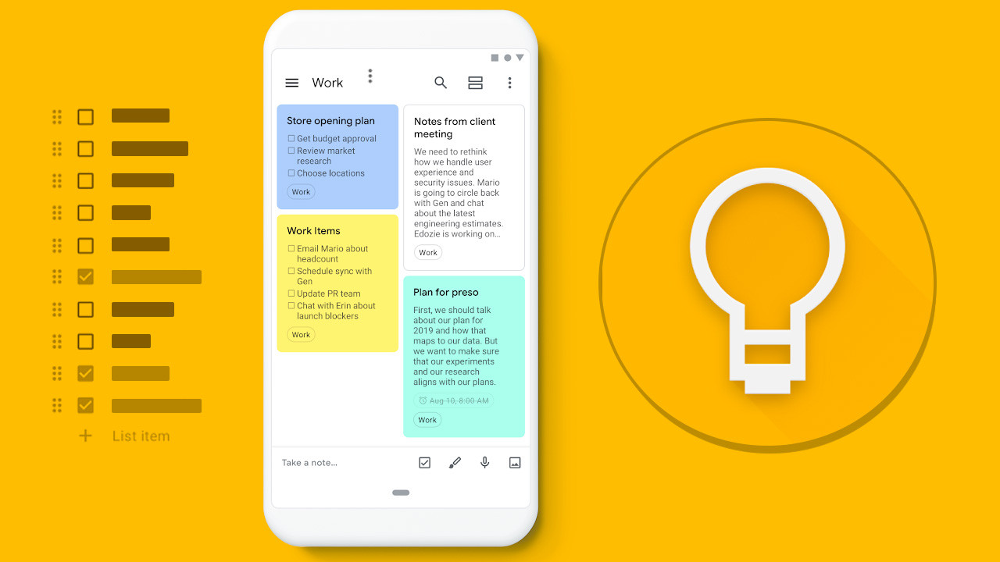 List item
Work
Store opening plan
Get budget approval
Review market
research
Choose locations
Work
Work Items
Email Mario about
headcount
Schedule sync with
Gen
Update PR team
Chat with Erin about
launch blockers
Work
Notes from client
meeting
We need to rethink
how we handle user
experience and
security issues. Mario
is going to circle back
with Gen and chat
about the latest
engineering estimates.
Edozie is working on...
Work
Plan for preso
First, we should talk
about our plan for
2019 and how that
maps to our data. But
we want to make sure
that our experiments
and our research
aligns with our plans.
Aug 10, 8:00 AM
Work
Take a note...